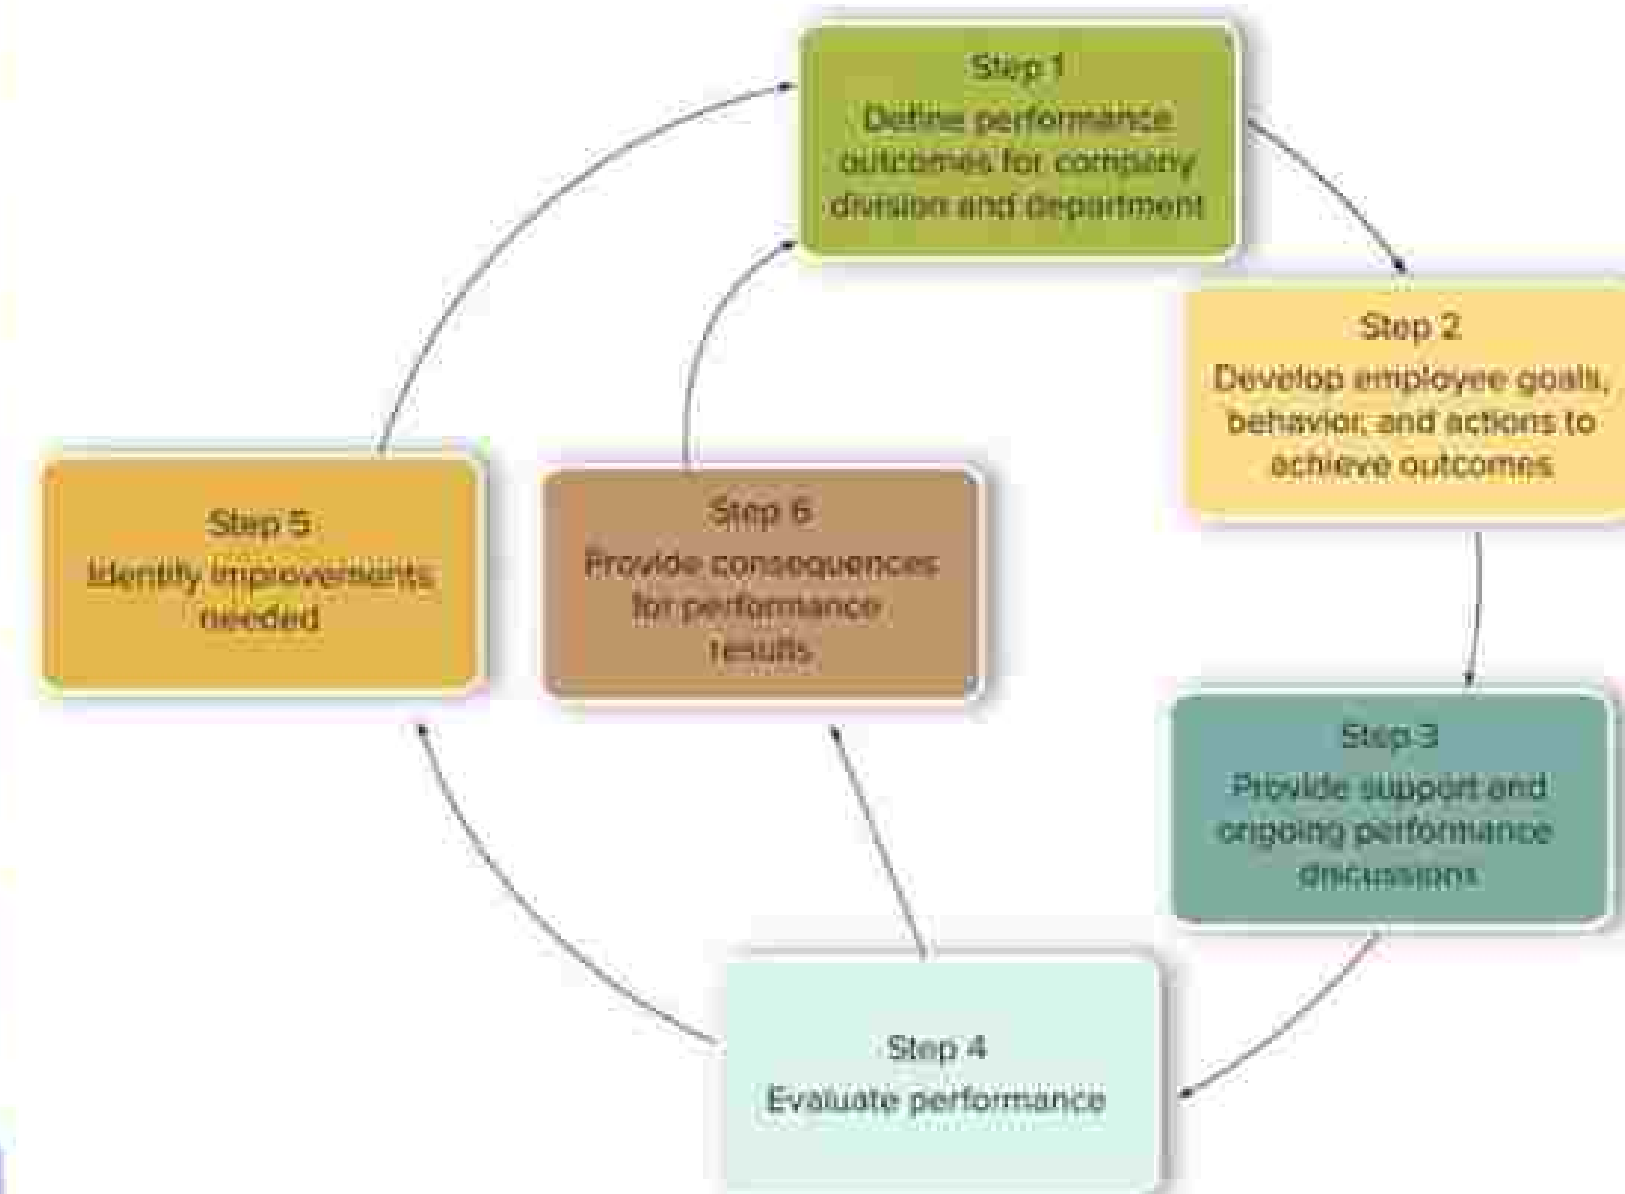 Step 1
Define performance
outcomes for company
division and department
Step 2
Develop employee goals,
behavior, and actions to
achieve outcomes
Step 3
Provide support and
ongoing performance
discussions
Step 4
Evaluate performance
Step 5
Identify improvements
needed
Step 6
Provide consequences
for performance
results